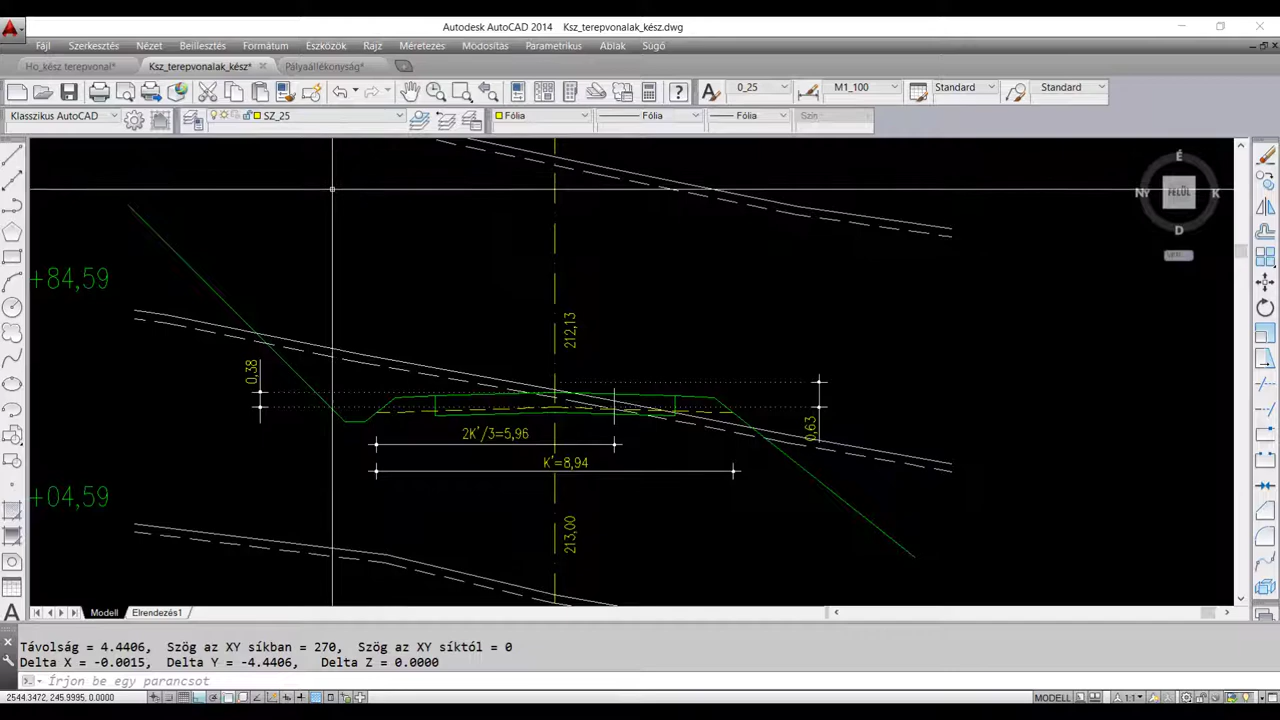 Autodesk AutoCAD 2014 Ksz_terepvonalak_kész.dwg
Fájl Szerkesztés Nézet Beillesztés Formátum Eszközök Rajz Méretezés Módosítás Parametrikus Ablak Súgó
Ho_kész terepvonal* Ksz_terepvonalak_kész* Pályaállékonyság*
0_25 M1_100 Standard Standard
Klasszikus AutoCAD SZ_25 Fólia Fólia Fólia Szín
É
NY FELÜL K
D
+84,59
212,13
0,38
0,63
2K'/3=5,96
K'=8,94
+04,59
213,00
Modell Elrendezés1
Távolság = 4.4406, Szög az XY síkban = 270, Szög az XY síktól = 0
Delta X = -0.0015, Delta Y = -4.4406, Delta Z = 0.0000
Írjon be egy parancsot
2544.3472, 245.9995, 0.0000 MODELL 1:1